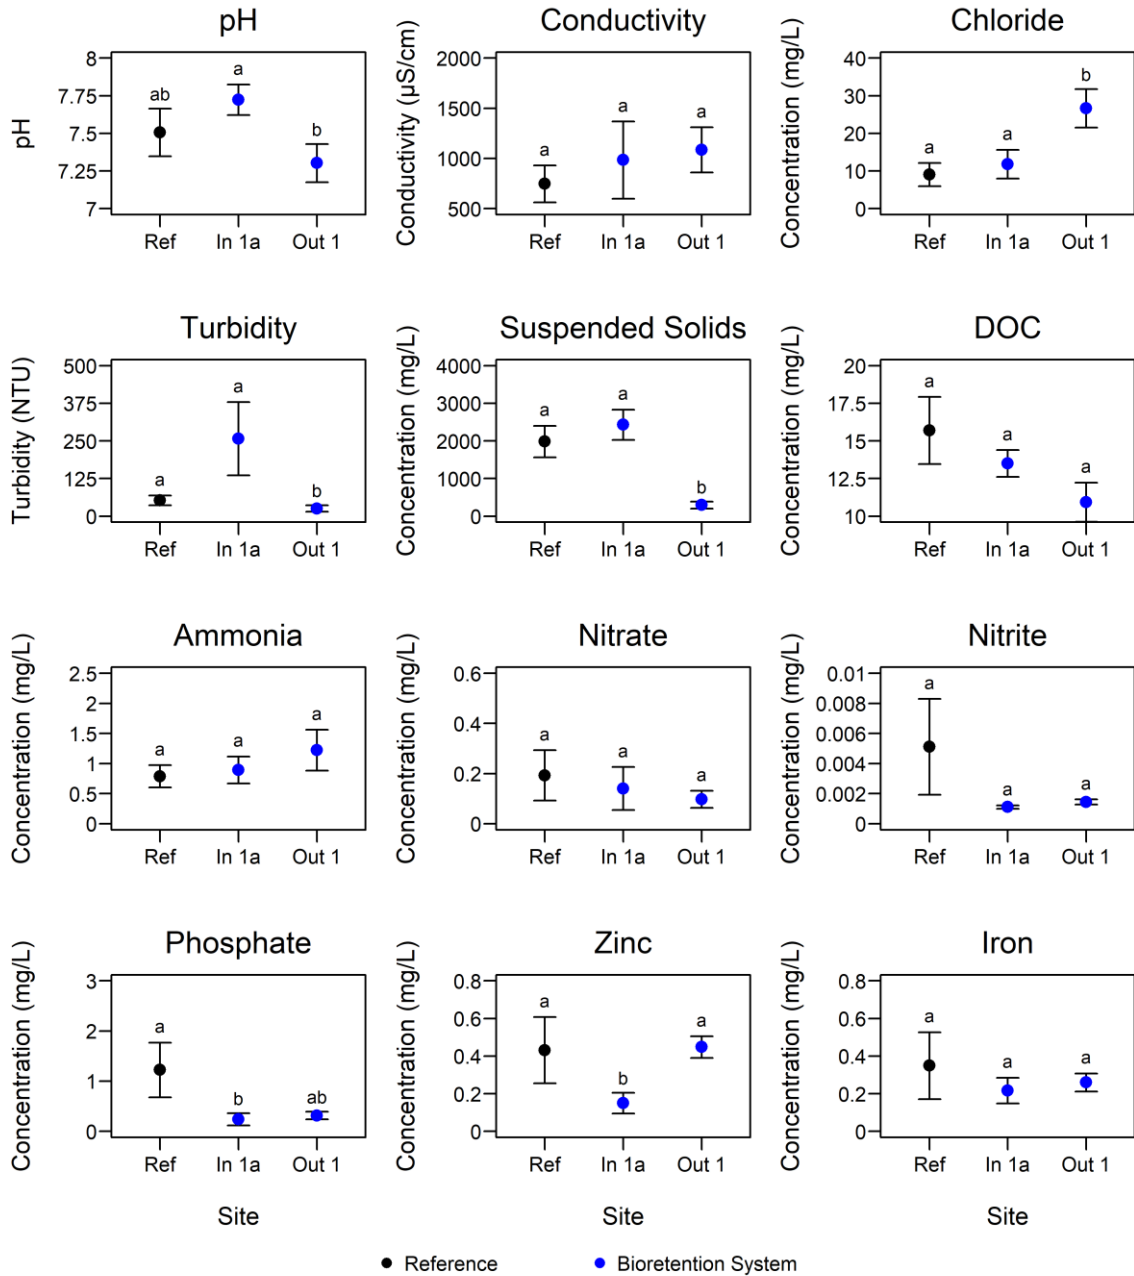 pH
pH
8
7.75
7.5
7.25
7
ab
a
b
Ref
In 1a
Out 1
Conductivity
Conductivity (µS/cm)
2000
1500
1000
500
a
a
a
Ref
In 1a
Out 1
Chloride
Concentration (mg/L)
40
30
20
10
0
a
a
b
Ref
In 1a
Out 1
Turbidity
Turbidity (NTU)
500
375
250
125
0
a
a
b
Ref
In 1a
Out 1
Suspended Solids
Concentration (mg/L)
4000
3000
2000
1000
0
a
a
b
Ref
In 1a
Out 1
DOC
Concentration (mg/L)
20
17.5
15
12.5
10
a
a
a
Ref
In 1a
Out 1
Ammonia
Concentration (mg/L)
2.5
2
1.5
1
0.5
0
a
a
a
Ref
In 1a
Out 1
Nitrate
Concentration (mg/L)
0.6
0.4
0.2
0
a
a
a
Ref
In 1a
Out 1
Nitrite
Concentration (mg/L)
0.01
0.008
0.006
0.004
0.002
0
a
a
a
Ref
In 1a
Out 1
Phosphate
Concentration (mg/L)
3
2
1
0
a
b
ab
Ref
In 1a
Out 1
Site
Zinc
Concentration (mg/L)
0.8
0.6
0.4
0.2
0
a
b
a
Ref
In 1a
Out 1
Site
Iron
Concentration (mg/L)
0.8
0.6
0.4
0.2
0
a
a
a
Ref
In 1a
Out 1
Site
Reference
Bioretention System